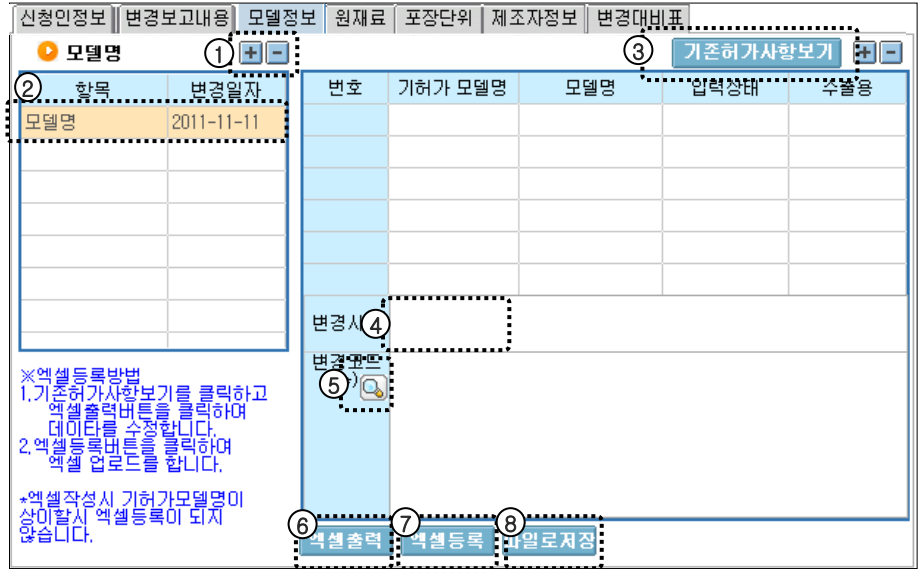 신청인정보 변경보고내용 모델정보 원재료 포장단위 제조자정보 변경대비표
모델명 ① + - ③ 기존허가사항보기 + -
② 항목 변경일자 번호 기허가 모델명 모델명 입력상태 수출용
모델명 2011-11-11
변경사 ④
변경코드
⑤ )
※엑셀등록방법
1.기존허가사항보기를 클릭하고
엑셀출력버튼을 클릭하여
데이타를 수정합니다.
2.엑셀등록버튼을 클릭하여
엑셀 업로드를 합니다.
*엑셀작성시 기허가모델명이
상이할시 엑셀등록이 되지
않습니다.
⑥ ⑦ ⑧
엑셀출력 엑셀등록 파일로저장